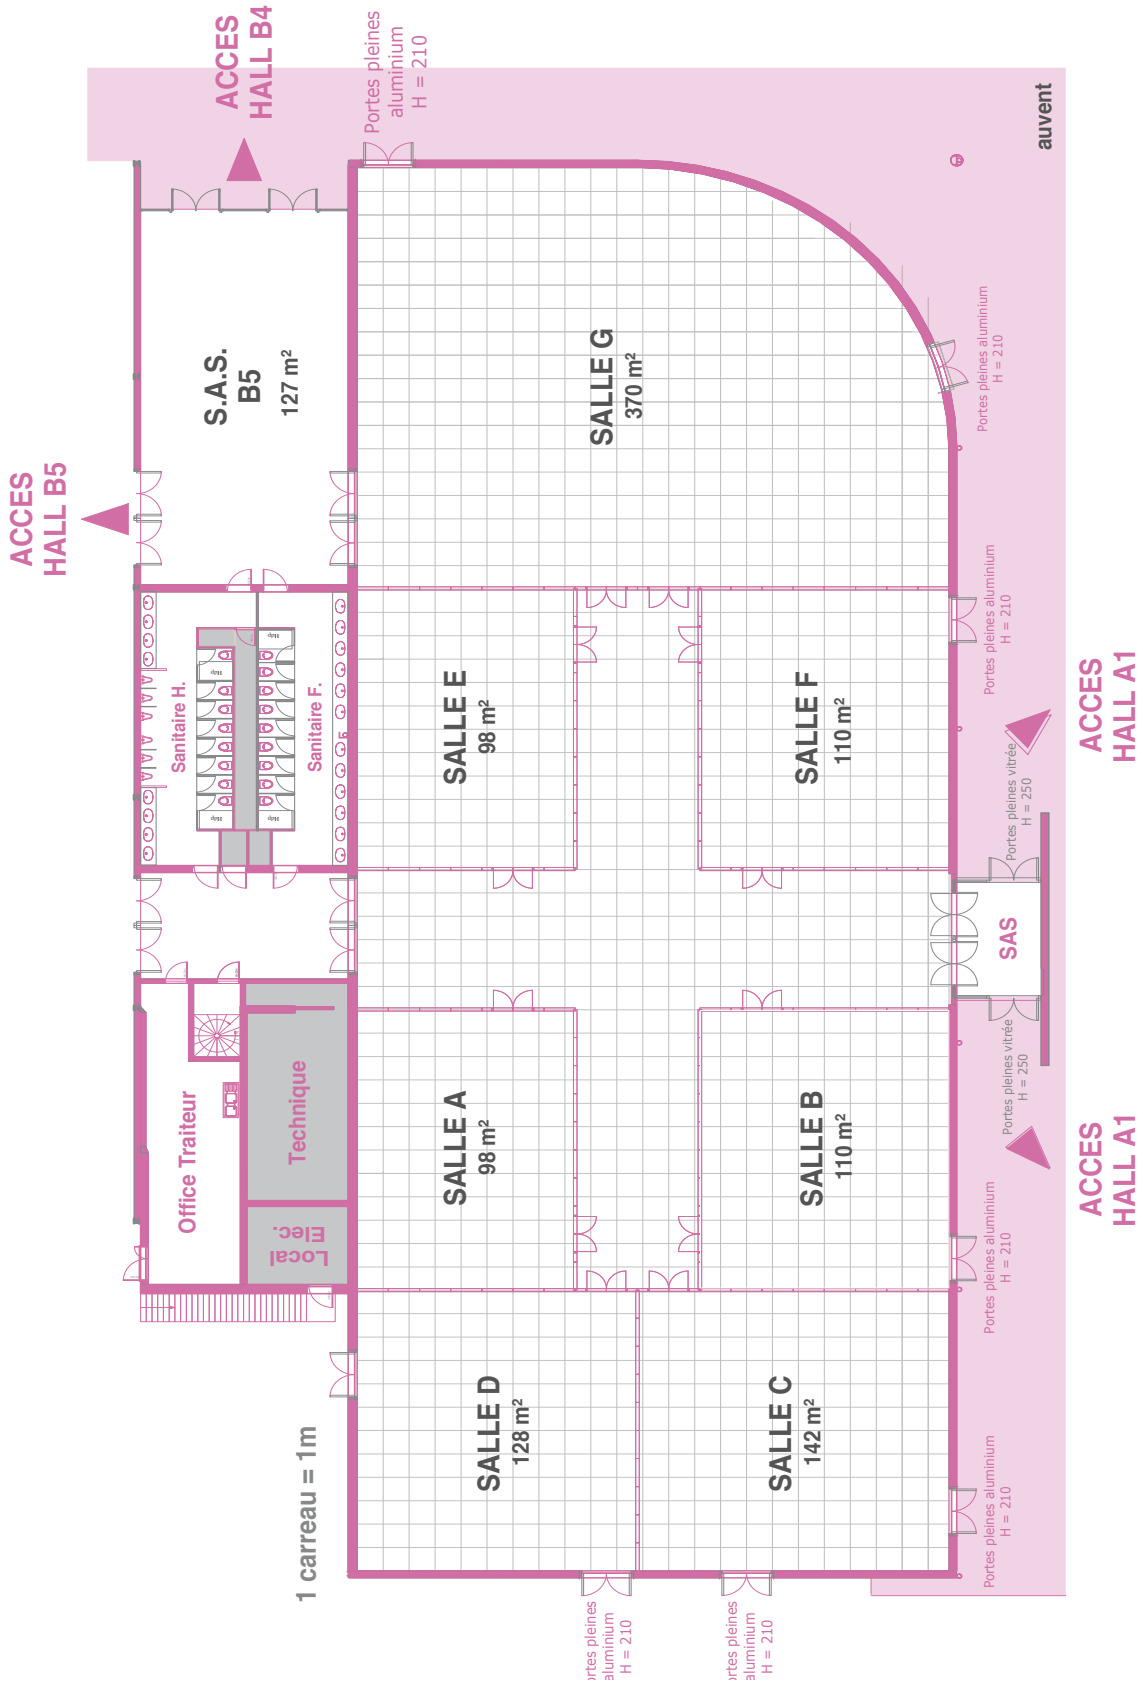 ACCES
HALL B4
Portes pleines
aluminium
H = 210
auvent
S.A.S.
B5
127 m²
SALLE G
370 m²
Portes pleines aluminium
H = 210
ACCES
HALL B5
Sanitaire H.
Sanitaire F.
SALLE E
98 m²
SALLE F
110 m²
Portes pleines aluminium
H = 210
ACCES
HALL A1
Portes pleines vitrée
H = 250
SAS
Portes pleines vitrée
H = 250
Office Traiteur
Technique
Local
Elec.
SALLE A
98 m²
SALLE B
110 m²
ACCES
HALL A1
Portes pleines aluminium
H = 210
1 carreau = 1m
SALLE D
128 m²
SALLE C
142 m²
Portes pleines aluminium
H = 210
ortes pleines
aluminium
H = 210
ortes pleines
aluminium
H = 210